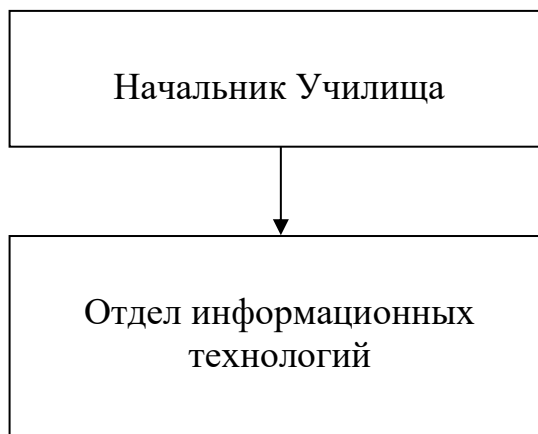 Начальник Училища
Отдел информационных
технологий